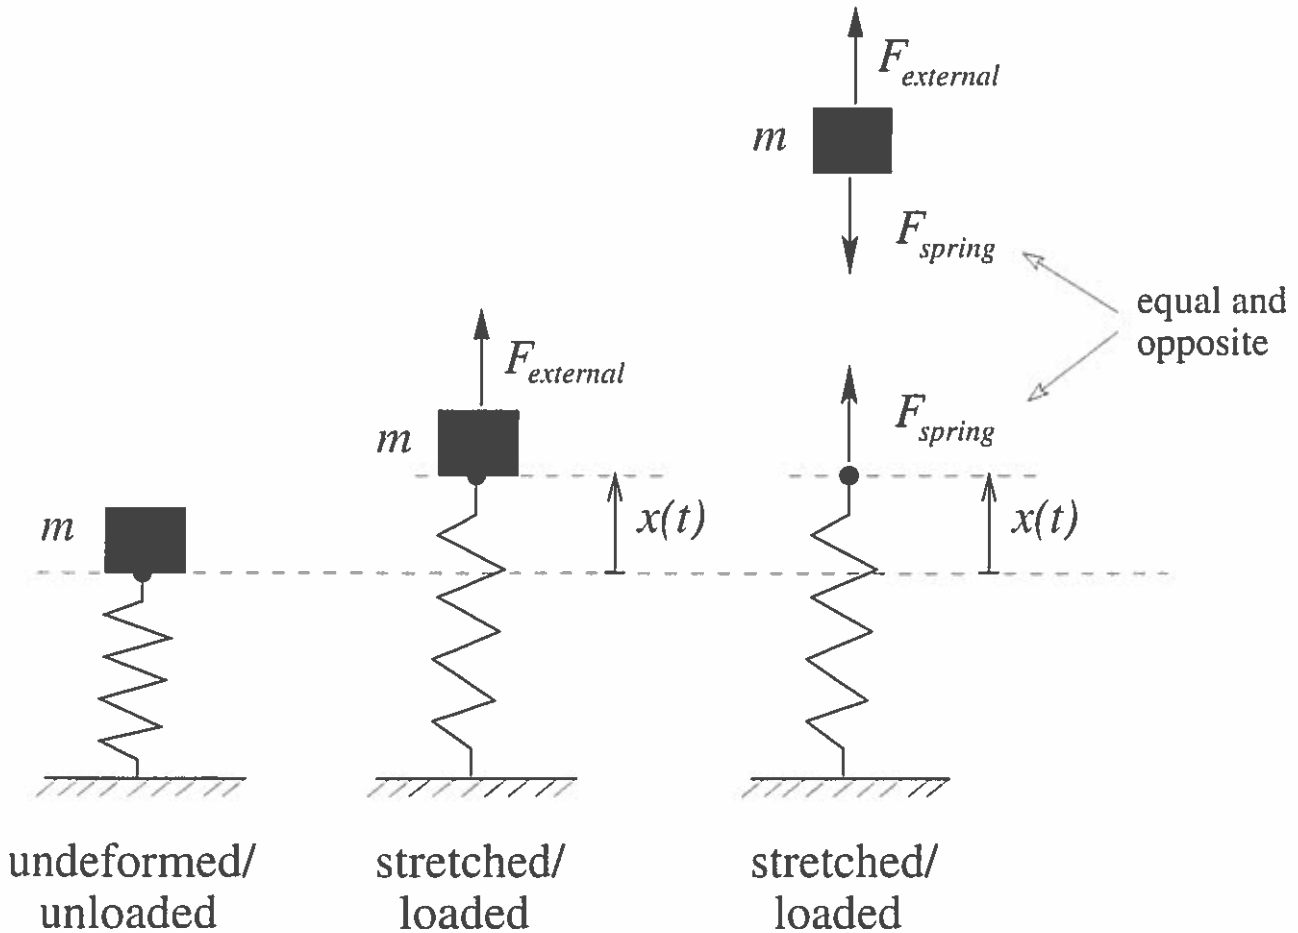 F_external
m
F_spring
equal and
opposite
F_external
m
F_spring
x(t)
x(t)
m
undeformed/
unloaded
stretched/
loaded
stretched/
loaded